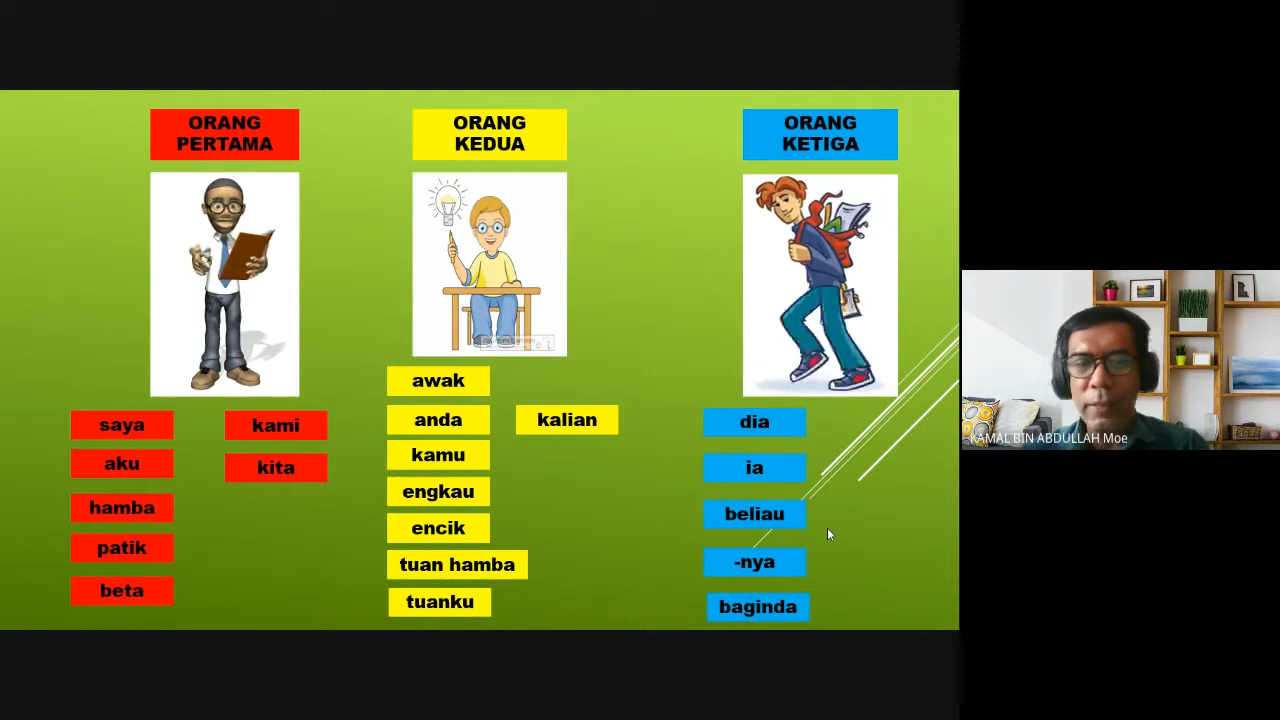 ORANG
PERTAMA
saya
aku
hamba
patik
beta
kami
kita
ORANG
KEDUA
awak
anda
kamu
engkau
encik
tuan hamba
tuanku
kalian
ORANG
KETIGA
dia
ia
beliau
-nya
baginda
KAMAL BIN ABDULLAH Moe